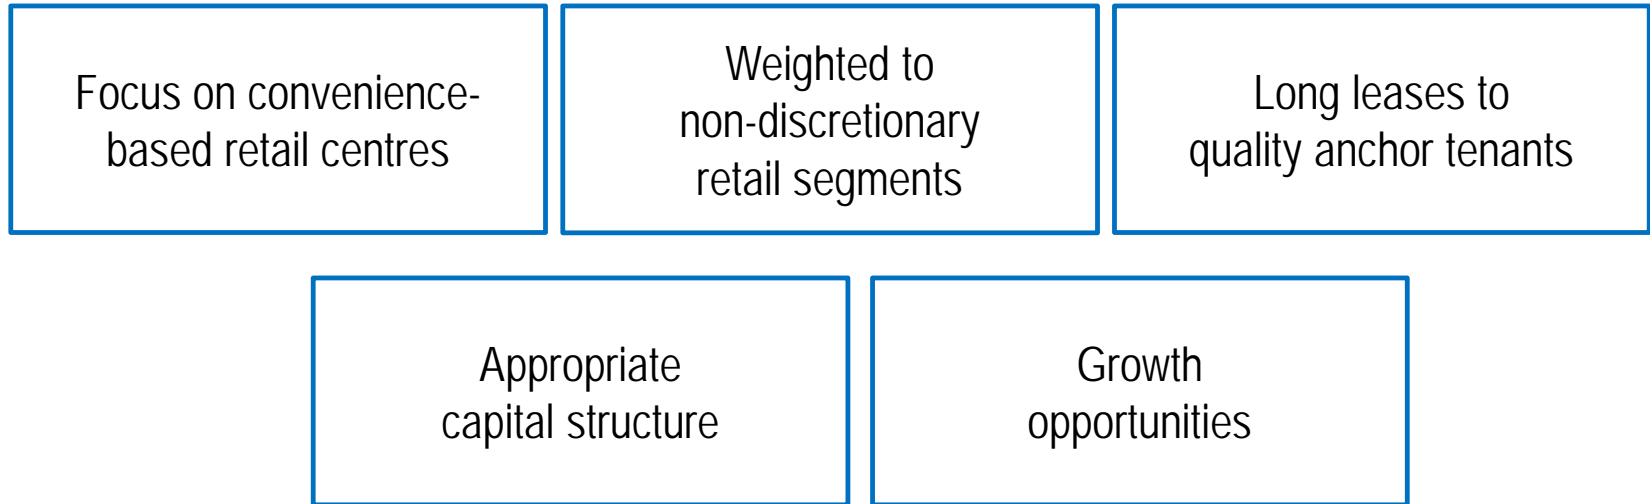 Focus on convenience-
based retail centres
Weighted to
non-discretionary
retail segments
Long leases to
quality anchor tenants
Appropriate
capital structure
Growth
opportunities